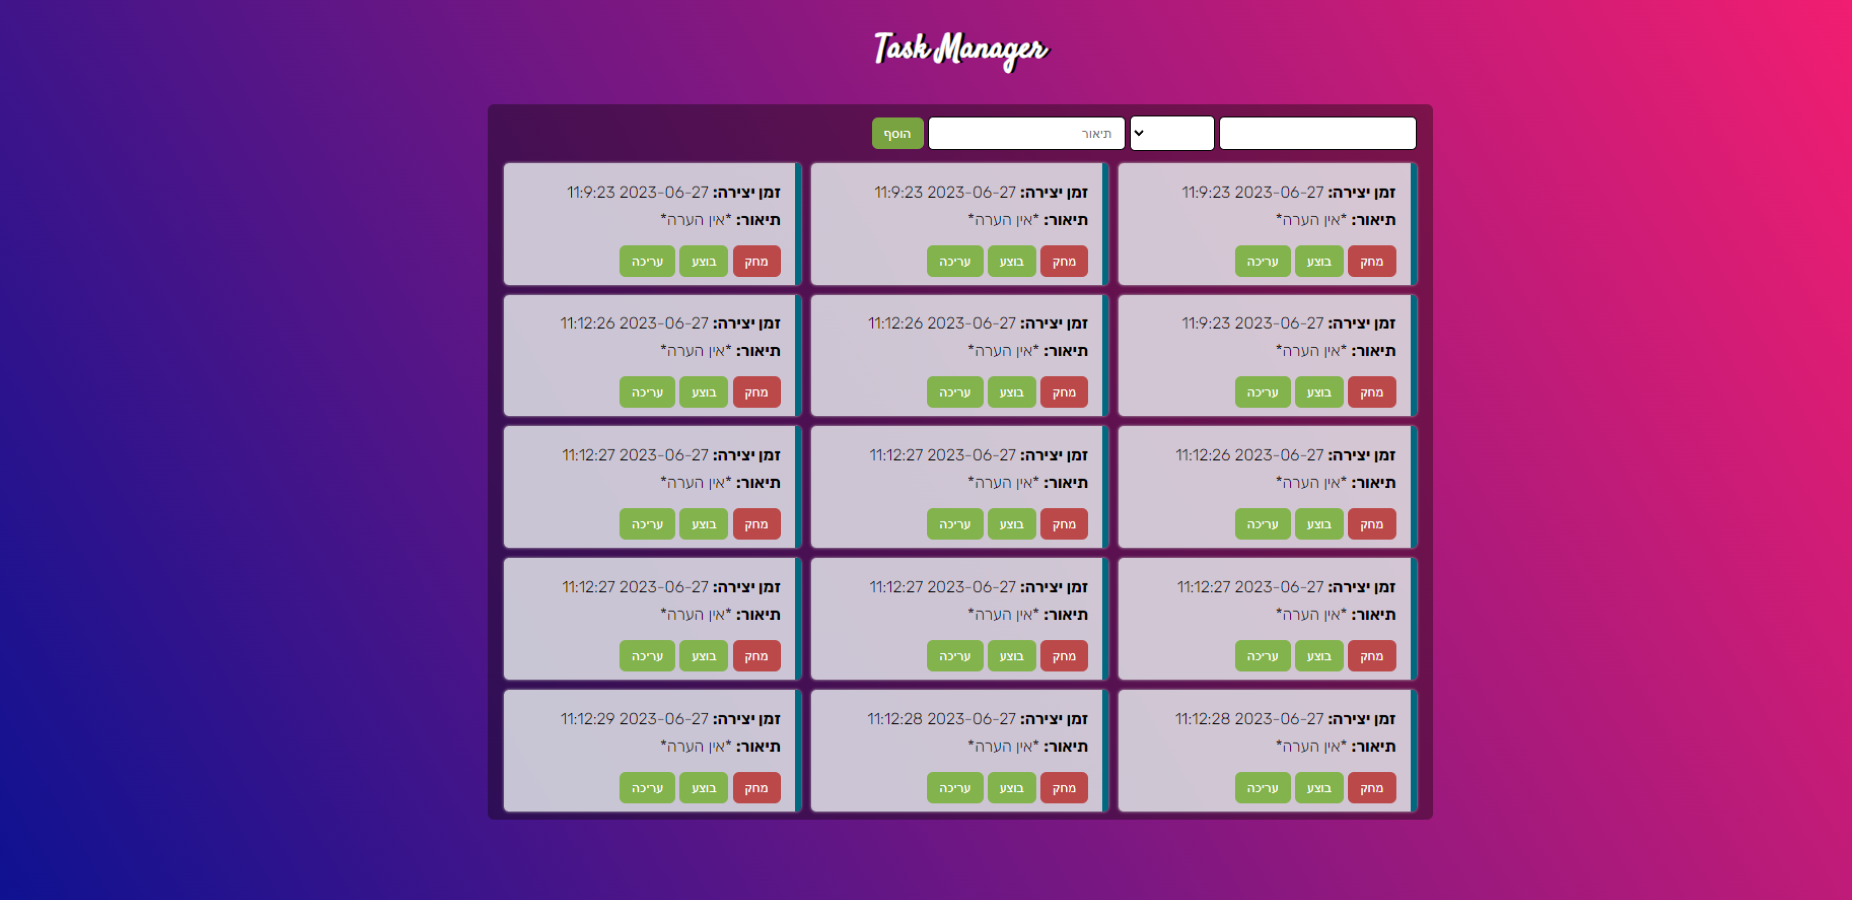 Task Manager
תיאור הוסף
זמן יצירה: 2023-06-27 11:9:23
תיאור: *אין הערה*
מחק בוצע עריכה
זמן יצירה: 2023-06-27 11:9:23
תיאור: *אין הערה*
מחק בוצע עריכה
זמן יצירה: 2023-06-27 11:9:23
תיאור: *אין הערה*
מחק בוצע עריכה
זמן יצירה: 2023-06-27 11:9:23
תיאור: *אין הערה*
מחק בוצע עריכה
זמן יצירה: 2023-06-27 11:12:26
תיאור: *אין הערה*
מחק בוצע עריכה
זמן יצירה: 2023-06-27 11:12:26
תיאור: *אין הערה*
מחק בוצע עריכה
זמן יצירה: 2023-06-27 11:12:26
תיאור: *אין הערה*
מחק בוצע עריכה
זמן יצירה: 2023-06-27 11:12:27
תיאור: *אין הערה*
מחק בוצע עריכה
זמן יצירה: 2023-06-27 11:12:27
תיאור: *אין הערה*
מחק בוצע עריכה
זמן יצירה: 2023-06-27 11:12:27
תיאור: *אין הערה*
מחק בוצע עריכה
זמן יצירה: 2023-06-27 11:12:27
תיאור: *אין הערה*
מחק בוצע עריכה
זמן יצירה: 2023-06-27 11:12:27
תיאור: *אין הערה*
מחק בוצע עריכה
זמן יצירה: 2023-06-27 11:12:28
תיאור: *אין הערה*
מחק בוצע עריכה
זמן יצירה: 2023-06-27 11:12:28
תיאור: *אין הערה*
מחק בוצע עריכה
זמן יצירה: 2023-06-27 11:12:29
תיאור: *אין הערה*
מחק בוצע עריכה